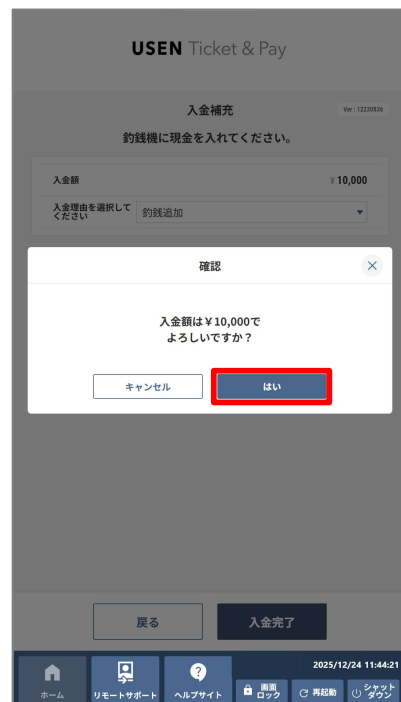 USEN Ticket & Pay
入金補充
Ver : 12230836
釣銭機に現金を入れてください。
入金額
¥ 10,000
入金理由を選択して
ください
釣銭追加
確認
入金額は¥10,000で
よろしいですか？
キャンセル
はい
戻る
入金完了
2025/12/24 11:44:21
ホーム
リモートサポート
ヘルプサイト
画面
ロック
再起動
シャット
ダウン